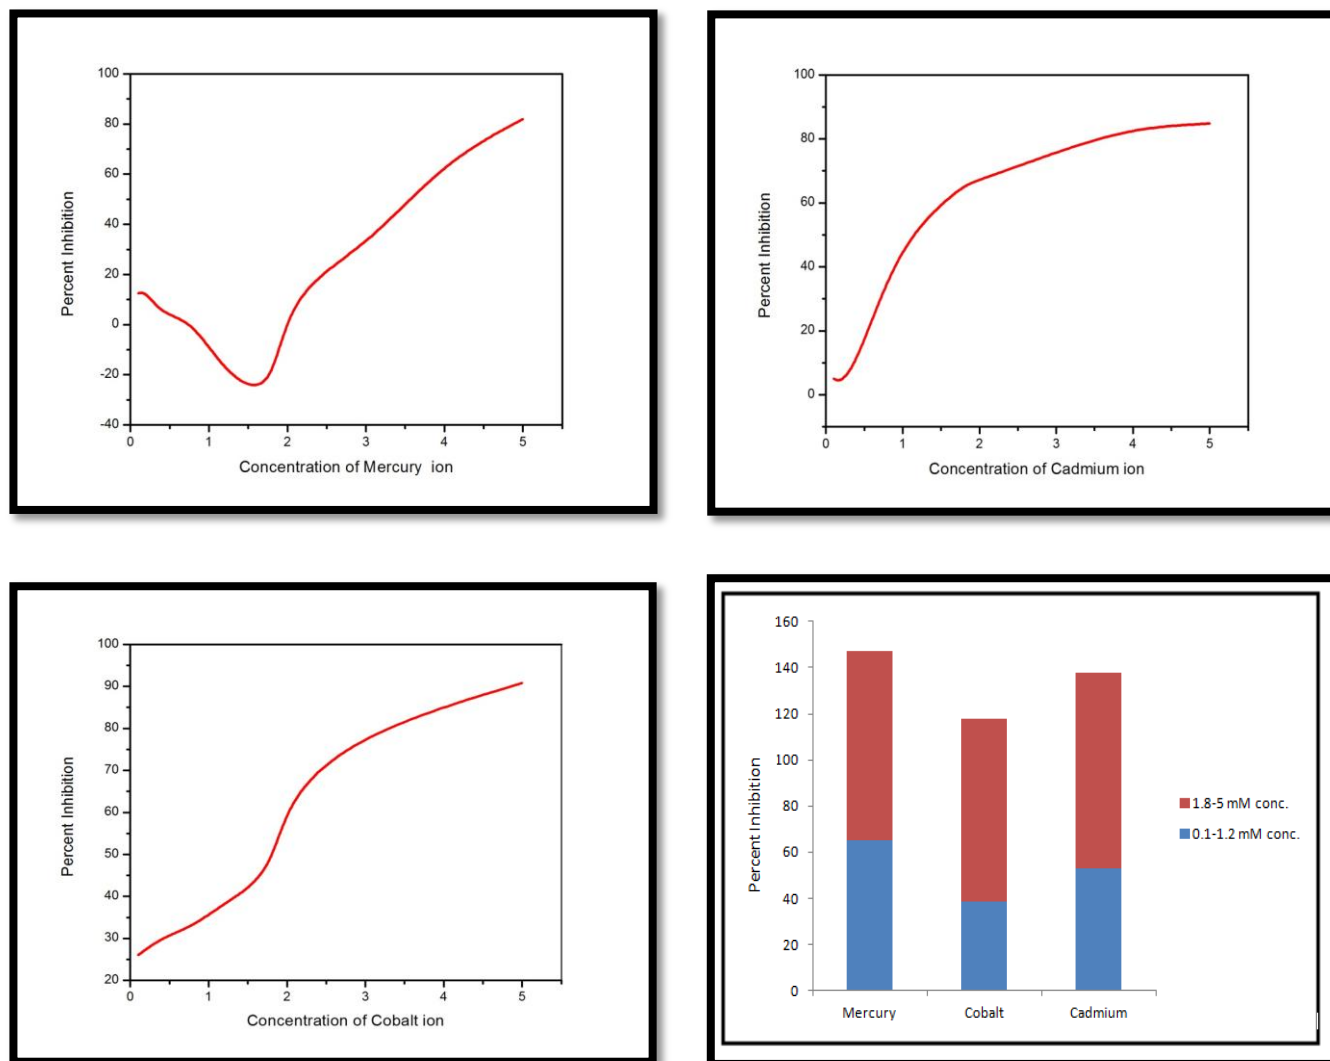 100
80
60
40
20
0
-20
-40
0 1 2 3 4 5
Percent Inhibition
Concentration of Mercury ion
100
80
60
40
20
0
0 1 2 3 4 5
Percent Inhibition
Concentration of Cadmium ion
100
90
80
70
60
50
40
30
20
0 1 2 3 4 5
Percent Inhibition
Concentration of Cobalt ion
160
140
120
100
80
60
40
20
0
Percent Inhibition
Mercury Cobalt Cadmium
1.8-5 mM conc.
0.1-1.2 mM conc.